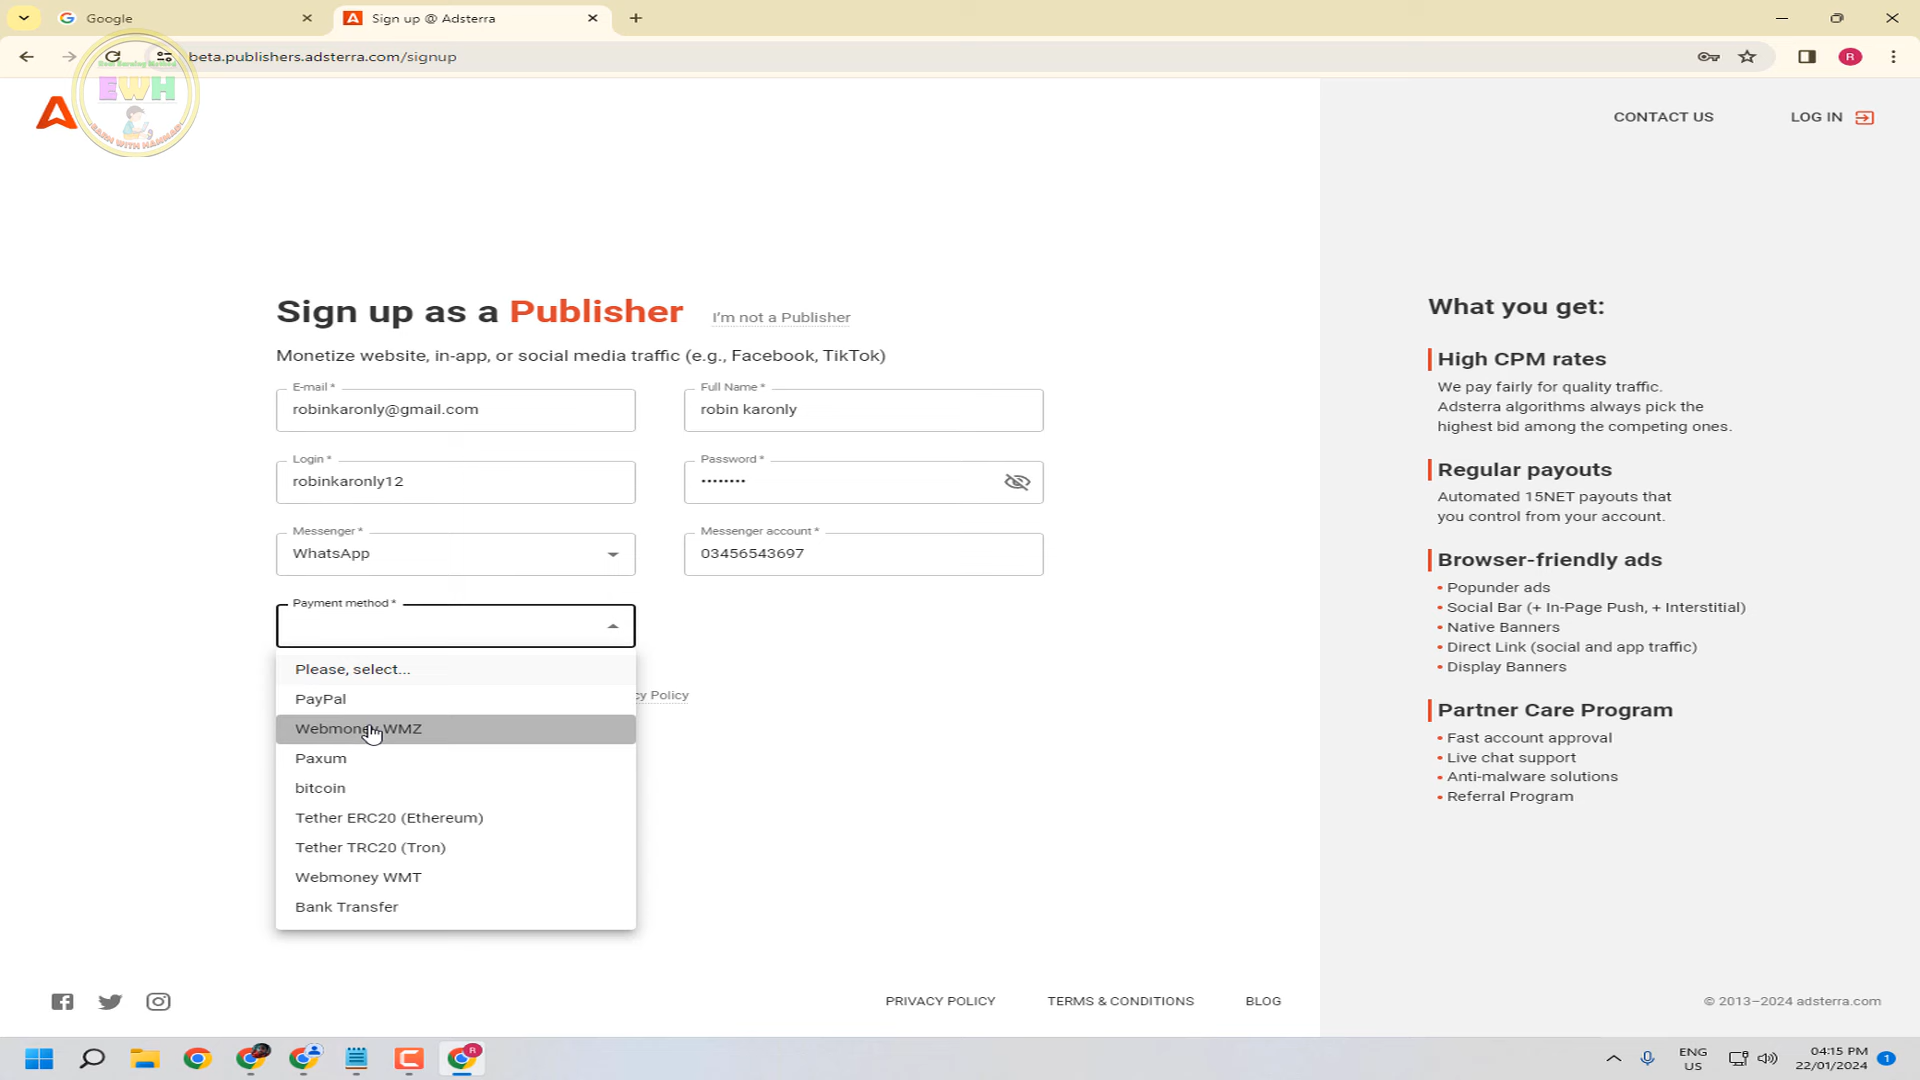 Google
Sign up @ Adsterra
beta.publishers.adsterra.com/signup
R
Real Earning Method
EWH
EARN WITH HAMMAD
CONTACT US
LOG IN
Sign up as a Publisher
I'm not a Publisher
Monetize website, in-app, or social media traffic (e.g., Facebook, TikTok)
E-mail *
robinkaronly@gmail.com
Full Name *
robin karonly
Login *
robinkaronly12
Password *
••••••••
Messenger *
WhatsApp
Messenger account *
03456543697
Payment method *
Please, select...
PayPal
cy Policy
Webmoney WMZ
Paxum
bitcoin
Tether ERC20 (Ethereum)
Tether TRC20 (Tron)
Webmoney WMT
Bank Transfer
What you get:
High CPM rates
We pay fairly for quality traffic.
Adsterra algorithms always pick the
highest bid among the competing ones.
Regular payouts
Automated 15NET payouts that
you control from your account.
Browser-friendly ads
• Popunder ads
• Social Bar (+ In-Page Push, + Interstitial)
• Native Banners
• Direct Link (social and app traffic)
• Display Banners
Partner Care Program
• Fast account approval
• Live chat support
• Anti-malware solutions
• Referral Program
PRIVACY POLICY
TERMS & CONDITIONS
BLOG
© 2013–2024 adsterra.com
R
ENG
US
04:15 PM
22/01/2024
1